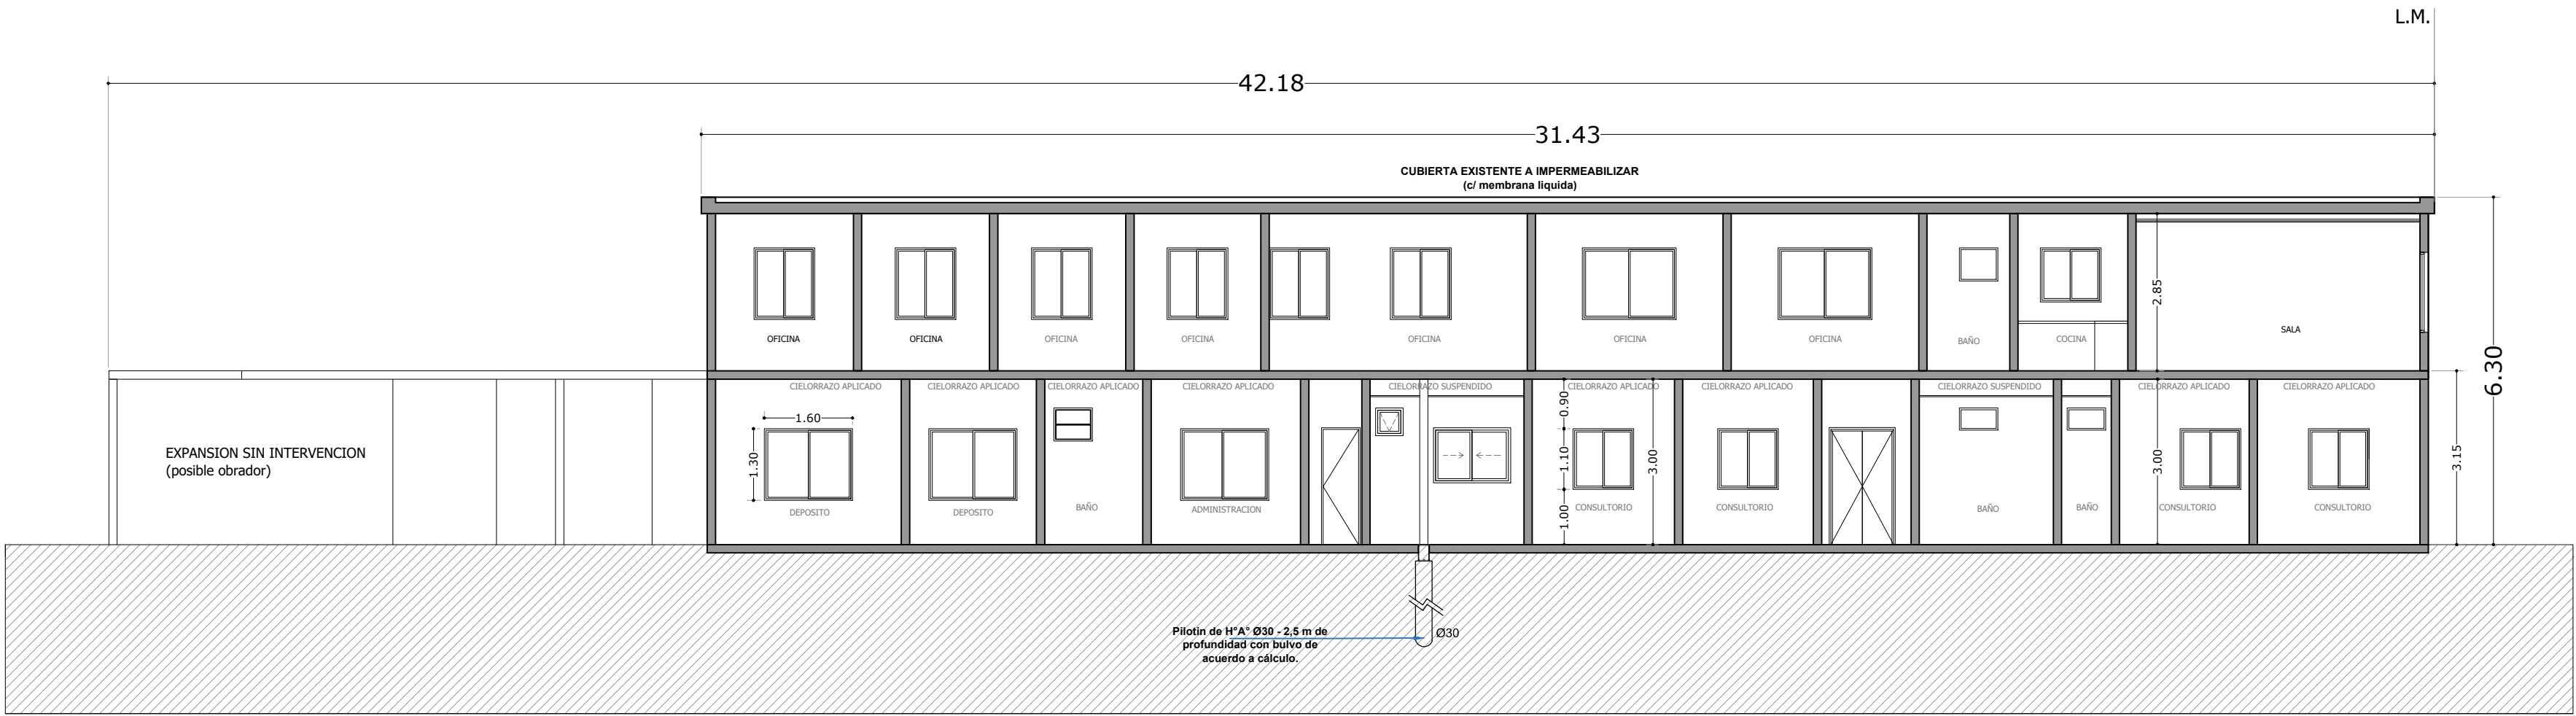 L.M.
42.18
31.43
CUBIERTA EXISTENTE A IMPERMEABILIZAR
(c/ membrana liquida)
OFICINA
OFICINA
OFICINA
OFICINA
OFICINA
OFICINA
OFICINA
BAÑO
COCINA
2.85
SALA
6.30
CIELORRAZO APLICADO
CIELORRAZO APLICADO
CIELORRAZO APLICADO
CIELORRAZO APLICADO
CIELORRAZO SUSPENDIDO
CIELORRAZO APLICADO
CIELORRAZO APLICADO
CIELORRAZO SUSPENDIDO
CIELORRAZO APLICADO
CIELORRAZO APLICADO
EXPANSION SIN INTERVENCION
(posible obrador)
1.60
1.30
0.90
1.10
1.00
3.00
3.00
3.15
DEPOSITO
DEPOSITO
BAÑO
ADMINISTRACION
CONSULTORIO
CONSULTORIO
BAÑO
BAÑO
CONSULTORIO
CONSULTORIO
Pilotin de H°A° Ø30 - 2,5 m de
profundidad con bulvo de
acuerdo a cálculo.
Ø30